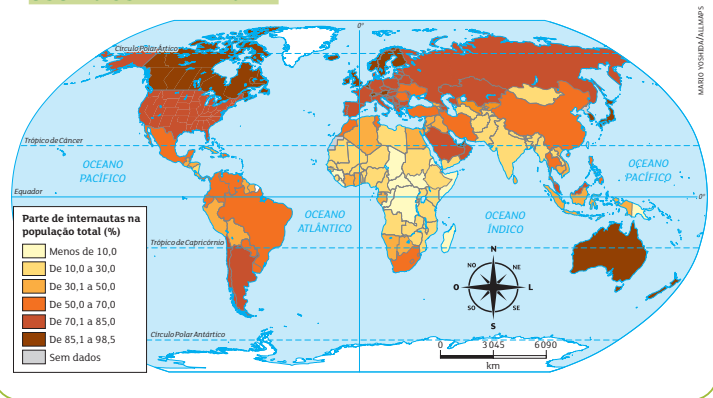 MARIO YOSHIDA/ALLMAPS
0°
Círculo Polar Ártico
Trópico de Câncer
OCEANO
PACÍFICO
OCEANO
PACÍFICO
Equador
0°
OCEANO
ATLÂNTICO
OCEANO
ÍNDICO
Trópico de Capricórnio
Círculo Polar Antártico
Parte de internautas na
população total (%)
Menos de 10,0
De 10,0 a 30,0
De 30,1 a 50,0
De 50,0 a 70,0
De 70,1 a 85,0
De 85,1 a 98,5
Sem dados
N
NO
NE
O
L
SO
SE
S
0 3 045 6 090
km